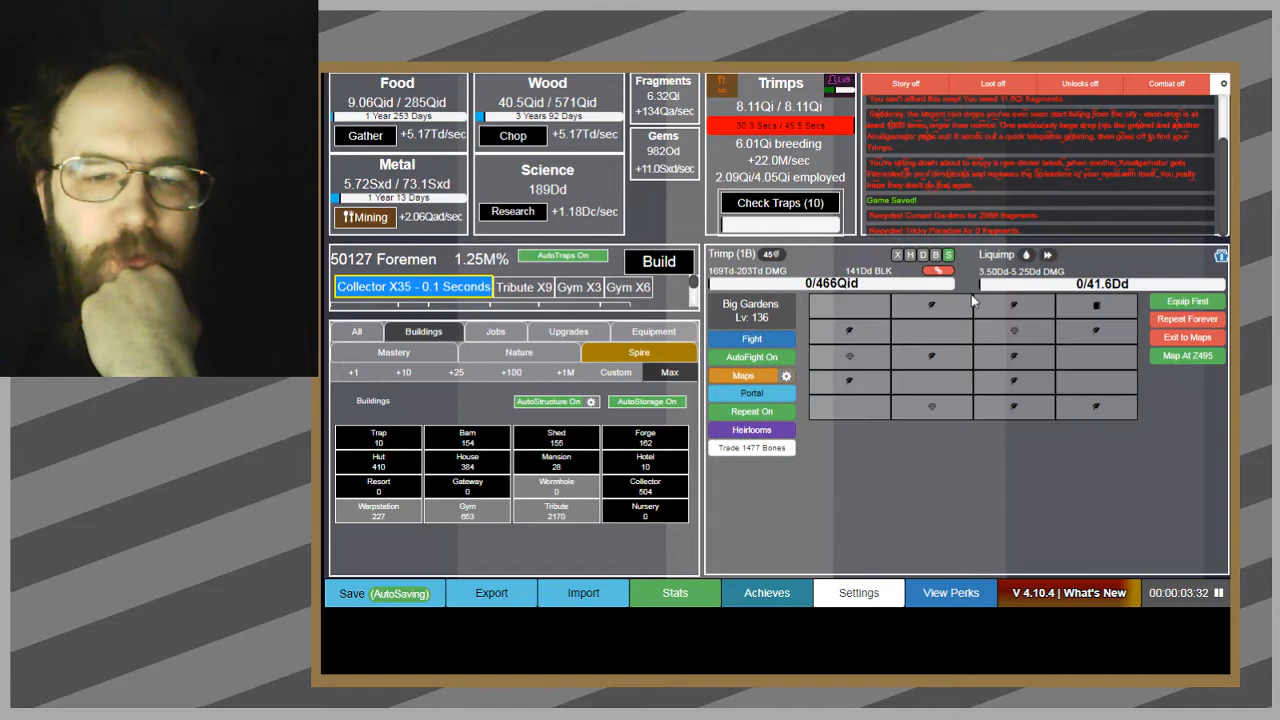 Food
9.06Qid / 285Qid
1 Year 253 Days
Gather +5.17Td/sec
Metal
5.72Sxd / 73.1Sxd
1 Year 13 Days
Mining +2.06Qad/sec
Wood
40.5Qid / 571Qid
3 Years 92 Days
Chop +5.17Td/sec
Science
189Dd
Research +1.18Dc/sec
Fragments
6.32Qi
+134Qa/sec
Gems
982Od
+11.0Sx/sec
Trimps
Lv9
8.11Qi / 8.11Qi
30.3 Secs / 45.5 Secs
6.01Qi breeding
+22.0M/sec
2.09Qi/4.05Qi employed
Check Traps (10)
Story off Loot off Unlocks off Combat off
Game Saved!
50127 Foremen 1.25M% AutoTraps On Build
Collector X35 - 0.1 Seconds Tribute X9 Gym X3 Gym X6
All Buildings Jobs Upgrades Equipment
Mastery Nature Spire
+1 +10 +25 +100 +1M Custom Max
Buildings AutoStructure On AutoStorage On
Trap Barn Shed Forge
10 154 155 162
Hut House Mansion Hotel
410 384 28 10
Resort Gateway Wormhole Collector
0 0 0 504
Warpstation Gym Tribute Nursery
227 653 2170 0
Trimp (1B) 45 X H D B S
169Td-203Td DMG 141Dd BLK
0/466Qid
Liquimp
3.50Dd-5.25Dd DMG
0/41.6Dd
Big Gardens
Lv: 136
Fight
AutoFight On
Maps
Portal
Repeat On
Heirlooms
Trade 1477 Bones
Equip First
Repeat Forever
Exit to Maps
Map At Z495
Save (AutoSaving) Export Import Stats Achieves Settings View Perks V 4.10.4 | What's New 00:00:03:32